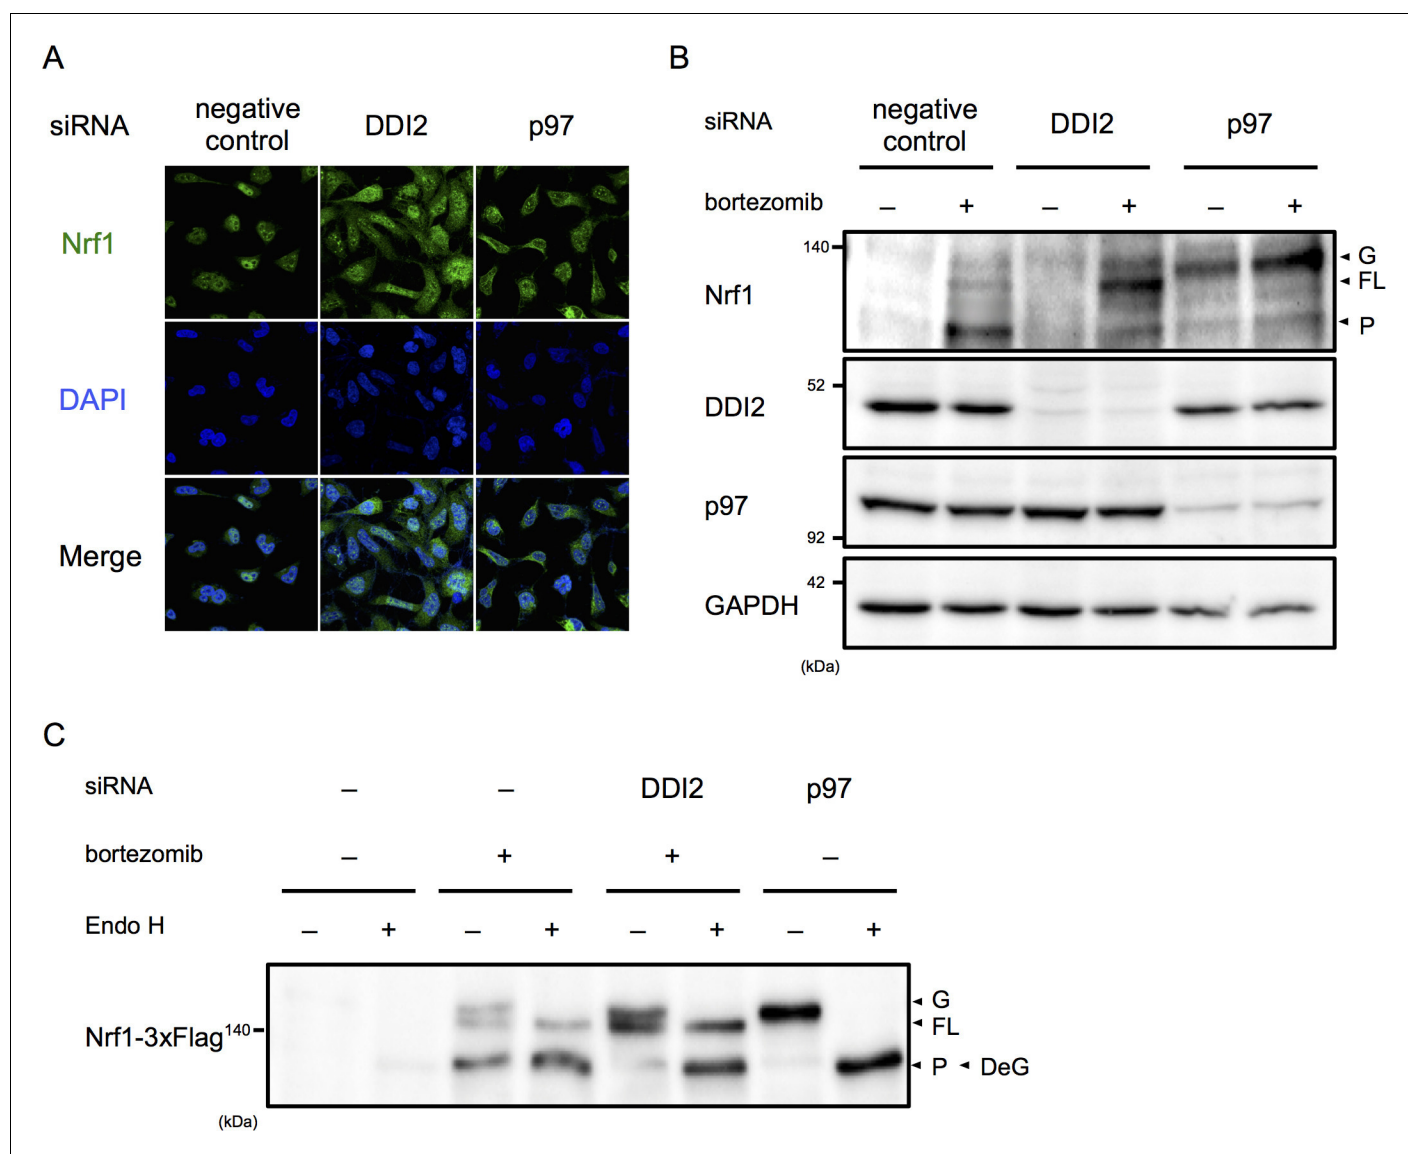 A
siRNA
negative
control
DDI2
p97
Nrf1
DAPI
Merge
B
siRNA
negative
control
DDI2
p97
bortezomib – + – + – +
Nrf1
140
G
FL
P
DDI2
52
p97
92
GAPDH
42
(kDa)
C
siRNA – – DDI2 p97
bortezomib – + + –
Endo H – + – + – + – +
Nrf1-3xFlag
140
G
FL
P DeG
(kDa)